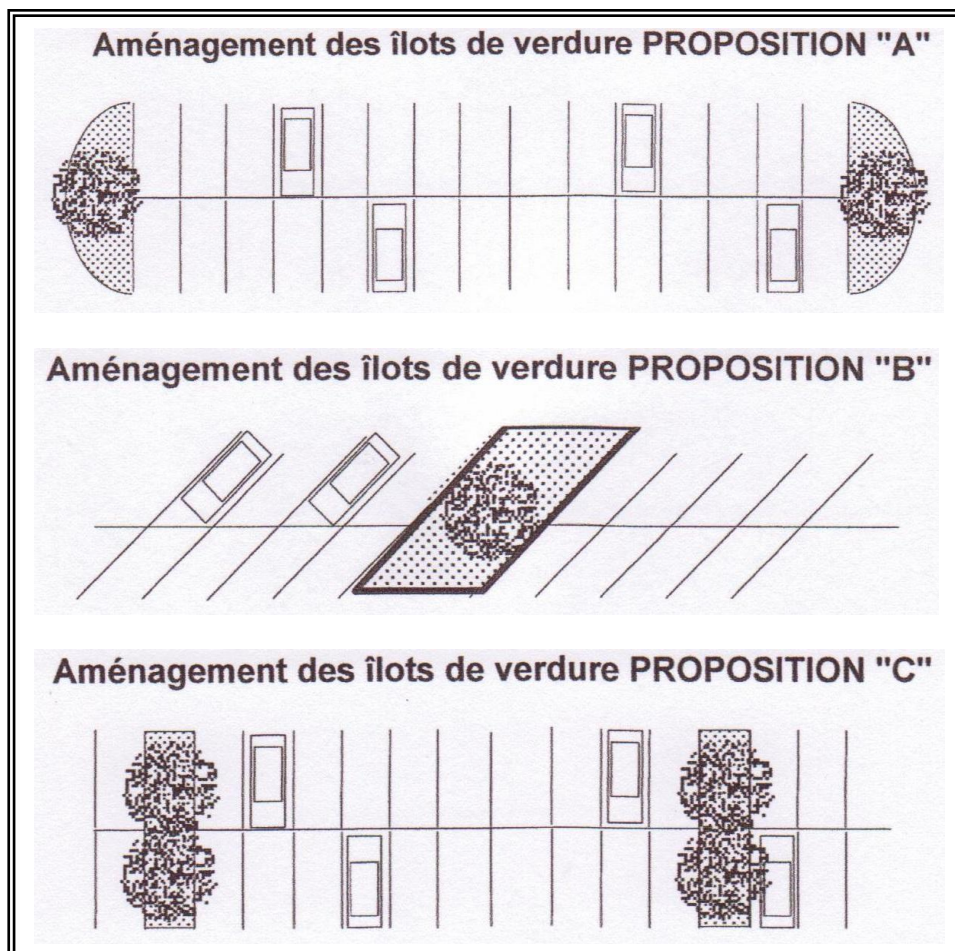 Aménagement des îlots de verdure PROPOSITION "A"
Aménagement des îlots de verdure PROPOSITION "B"
Aménagement des îlots de verdure PROPOSITION "C"